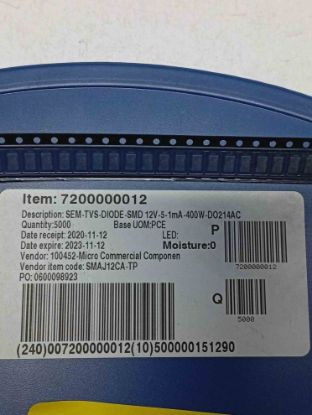 Item: 7200000012
Description: SEM-TVS-DIODE-SMD 12V-5-1mA-400W-DO214AC
Quantity:5000 Base UOM:PCE
Date receipt: 2020-11-12 LED:
Date expire: 2023-11-12 Moisture:0
Vendor: 100452-Micro Commercial Componen
Vendor item code: SMAJ12CA-TP
PO: 0600098923
P
7200000012
Q
5000
(240)007200000012(10)500000151290